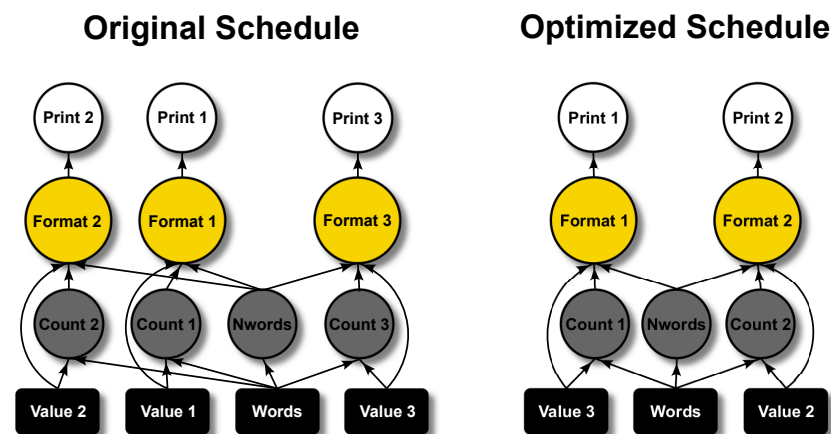 Original Schedule
Optimized Schedule
Print 2
Print 1
Print 3
Print 1
Print 2
Format 2
Format 1
Format 3
Format 1
Format 2
Count 2
Count 1
Nwords
Count 3
Count 1
Nwords
Count 2
Value 2
Value 1
Words
Value 3
Value 3
Words
Value 2